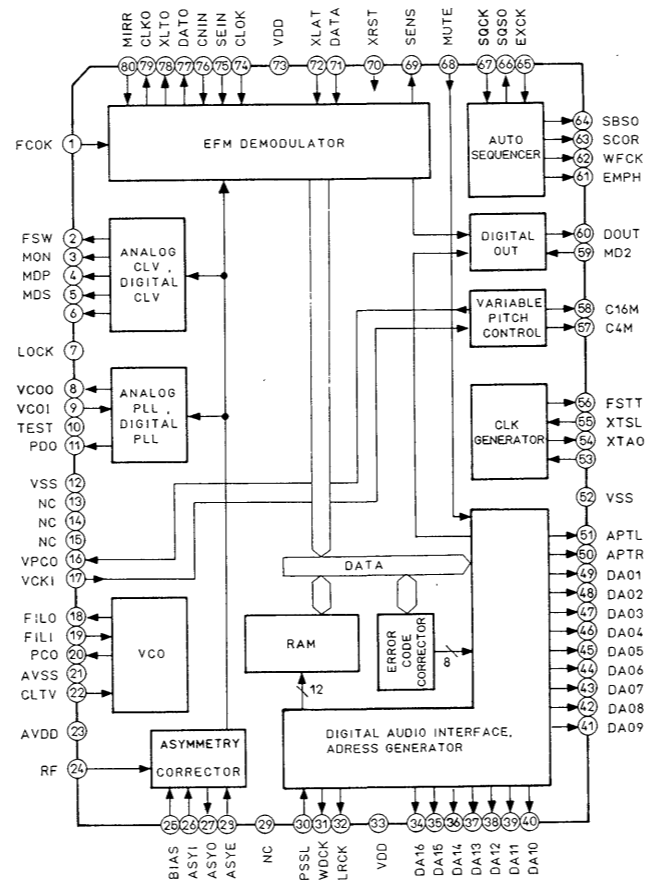 MIRR
CLKO
XLTO
DATO
CNIN
SEIN
CLOK
VDD
XLAT
DATA
XRST
SENS
MUTE
SQCK
SQSO
EXCK
80
79
78
77
76
75
74
73
72
71
70
69
68
67
66
65
FCOK 1
EFM DEMODULATOR
AUTO
SEQUENCER
64 SBSO
63 SCOR
62 WFCK
61 EMPH
FSW 2
MON 3
MDP 4
MDS 5
6
ANALOG
CLV,
DIGITAL
CLV
DIGITAL
OUT
60 DOUT
59 MD2
VARIABLE
PITCH
CONTROL
58 C16M
57 C4M
LOCK 7
VCOO 8
VCOI 9
TEST 10
PDO 11
ANALOG
PLL,
DIGITAL
PLL
CLK
GENERATOR
56 FSTT
55 XTSL
54 XTAO
53
VSS 12
NC 13
NC 14
NC 15
VPCO 16
VCKI 17
52 VSS
51 APTL
50 APTR
49 DA01
48 DA02
47 DA03
46 DA04
45 DA05
44 DA06
43 DA07
42 DA08
41 DA09
DATA
FILO 18
FILI 19
PCO 20
AVSS 21
CLTV 22
VCO
RAM
ERROR
CODE
CORRECTOR
8
12
DIGITAL AUDIO INTERFACE,
ADRESS GENERATOR
AVDD 23
RF 24
ASYMMETRY
CORRECTOR
25
26
27
29
29
30
31
32
33
34
35
36
37
38
39
40
BIAS
ASYI
ASYO
ASYE
NC
PSSL
WDCK
LRCK
VDD
DA16
DA15
DA14
DA13
DA12
DA11
DA10